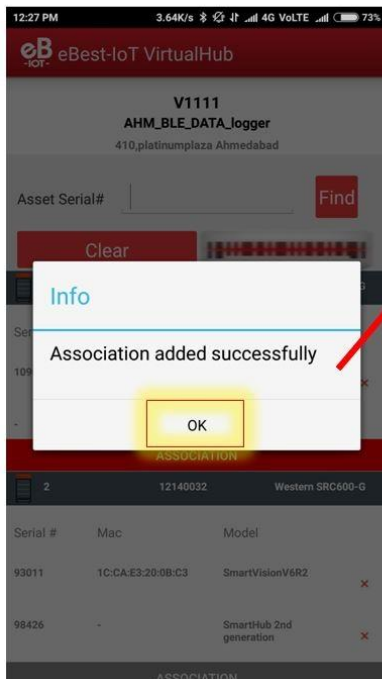 12:27 PM 3.64K/s 4G VoLTE 73%
eB
-IOT-
eBest-IoT VirtualHub
V1111
AHM_BLE_DATA_logger
410,platinumplaza Ahmedabad
Asset Serial# Find
Clear
Info
Association added successfully
OK
ASSOCIATION
2 12140032 Western SRC600-G
Serial # Mac Model
93011 1C:CA:E3:20:0B:C3 SmartVisionV6R2 ×
98426 - SmartHub 2nd
generation ×
ASSOCIATION